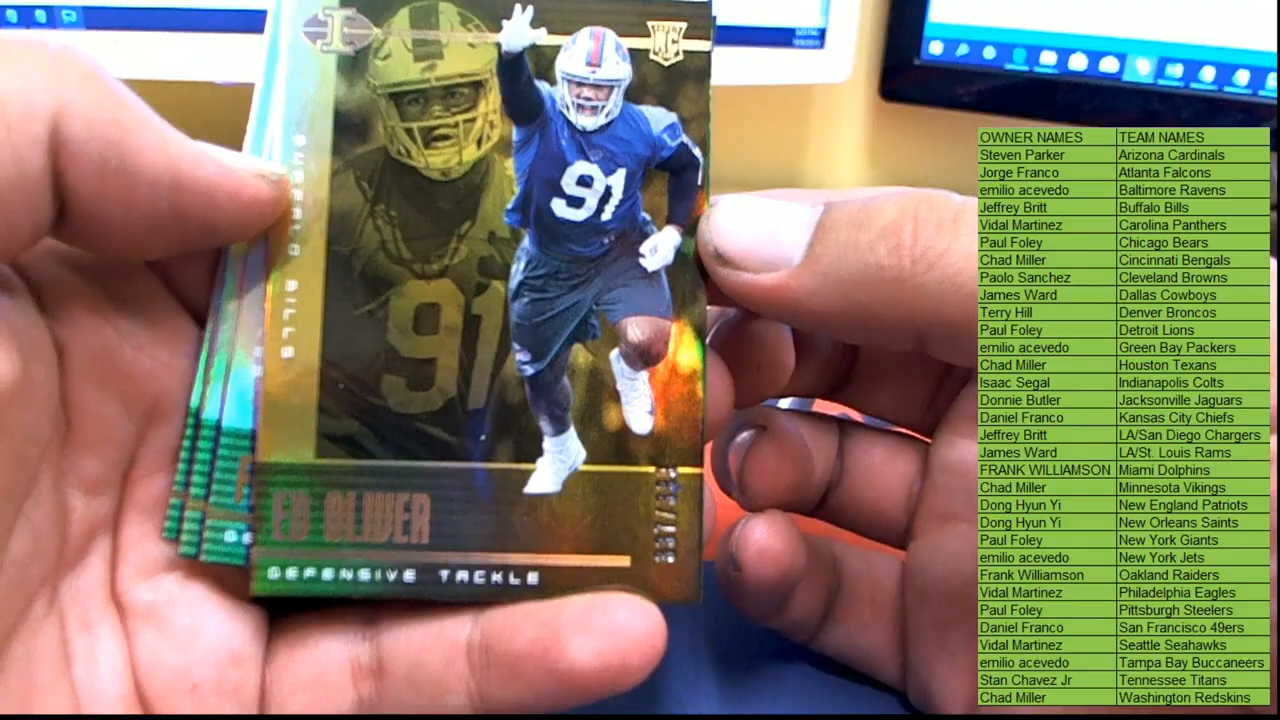 I
RC
BUFFALO BILLS
91
91
ED OLIVER
DEFENSIVE TACKLE
OWNER NAMES TEAM NAMES
Steven Parker Arizona Cardinals
Jorge Franco Atlanta Falcons
emilio acevedo Baltimore Ravens
Jeffrey Britt Buffalo Bills
Vidal Martinez Carolina Panthers
Paul Foley Chicago Bears
Chad Miller Cincinnati Bengals
Paolo Sanchez Cleveland Browns
James Ward Dallas Cowboys
Terry Hill Denver Broncos
Paul Foley Detroit Lions
emilio acevedo Green Bay Packers
Chad Miller Houston Texans
Isaac Segal Indianapolis Colts
Donnie Butler Jacksonville Jaguars
Daniel Franco Kansas City Chiefs
Jeffrey Britt LA/San Diego Chargers
James Ward LA/St. Louis Rams
FRANK WILLIAMSON Miami Dolphins
Chad Miller Minnesota Vikings
Dong Hyun Yi New England Patriots
Dong Hyun Yi New Orleans Saints
Paul Foley New York Giants
emilio acevedo New York Jets
Frank Williamson Oakland Raiders
Vidal Martinez Philadelphia Eagles
Paul Foley Pittsburgh Steelers
Daniel Franco San Francisco 49ers
Vidal Martinez Seattle Seahawks
emilio acevedo Tampa Bay Buccaneers
Stan Chavez Jr Tennessee Titans
Chad Miller Washington Redskins